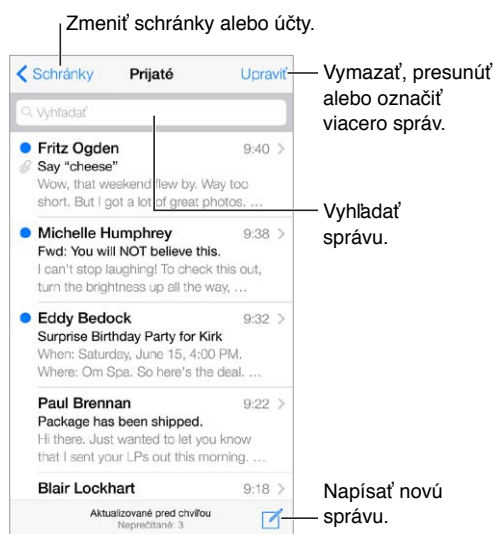 Zmeniť schránky alebo účty.
Schránky Prijaté Upraviť
Vymazať, presunúť
alebo označiť
viacero správ.
Vyhľadať
Fritz Ogden 9:40
Say “cheese”
Wow, that weekend flew by. Way too
short. But I got a lot of great photos. …
Vyhľadať
správu.
Michelle Humphrey 9:38
Fwd: You will NOT believe this.
I can't stop laughing! To check this out,
turn the brightness up all the way, …
Eddy Bedock 9:32
Surprise Birthday Party for Kirk
When: Saturday, June 15, 4:00 PM.
Where: Om Spa. So here's the deal. …
Paul Brennan 9:22
Package has been shipped.
Hi there. Just wanted to let you know
that I sent your LPs out this morning. …
Blair Lockhart 9:18
Aktualizované pred chvíľou
Neprečítané: 3
Napísať novú
správu.